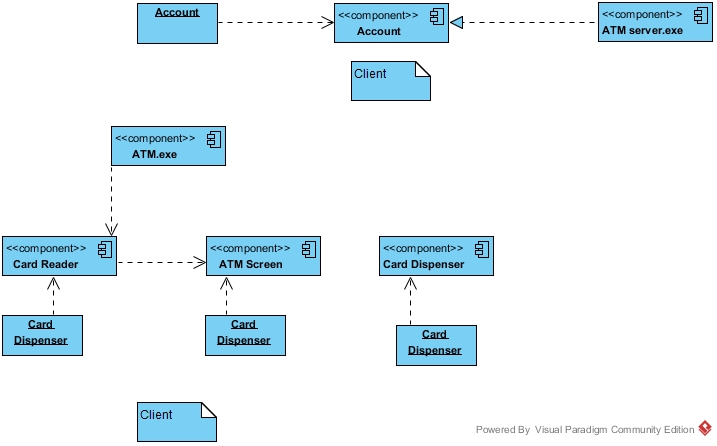 Account
<<component>>
Account
<<component>>
ATM server.exe
Client
<<component>>
ATM.exe
<<component>>
Card Reader
<<component>>
ATM Screen
<<component>>
Card Dispenser
Card
Dispenser
Card
Dispenser
Card
Dispenser
Client
Powered By Visual Paradigm Community Edition